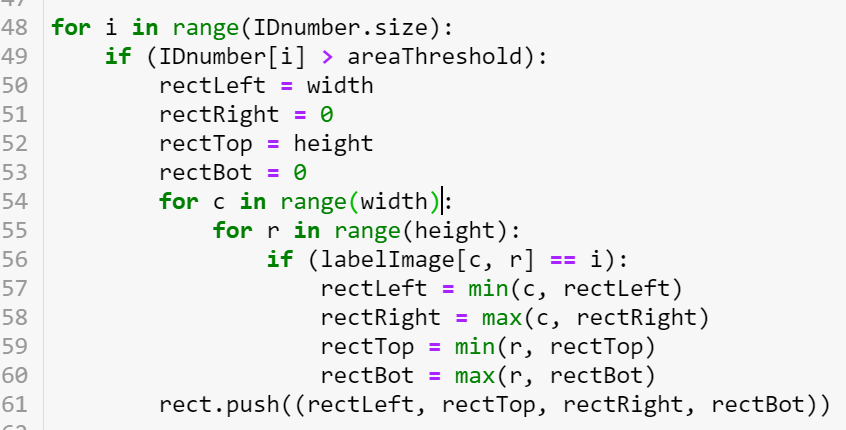 48 for i in range(IDnumber.size):
49     if (IDnumber[i] > areaThreshold):
50         rectLeft = width
51         rectRight = 0
52         rectTop = height
53         rectBot = 0
54         for c in range(width):
55             for r in range(height):
56                 if (labelImage[c, r] == i):
57                     rectLeft = min(c, rectLeft)
58                     rectRight = max(c, rectRight)
59                     rectTop = min(r, rectTop)
60                     rectBot = max(r, rectBot)
61         rect.push((rectLeft, rectTop, rectRight, rectBot))